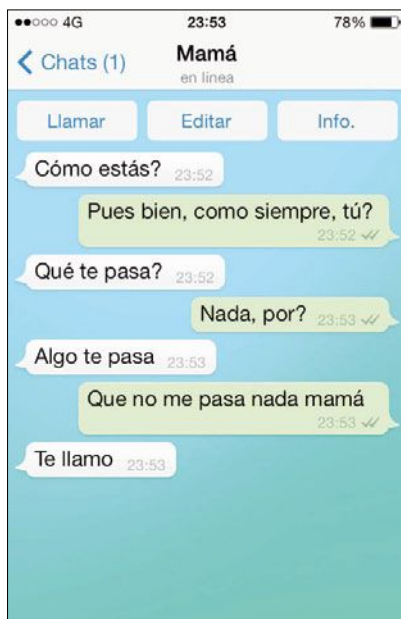 4G 23:53 78%
Chats (1) Mamá
en linea
Llamar Editar Info.
Cómo estás? 23:52
Pues bien, como siempre, tú?
23:52
Qué te pasa? 23:52
Nada, por? 23:53
Algo te pasa 23:53
Que no me pasa nada mamá
23:53
Te llamo 23:53